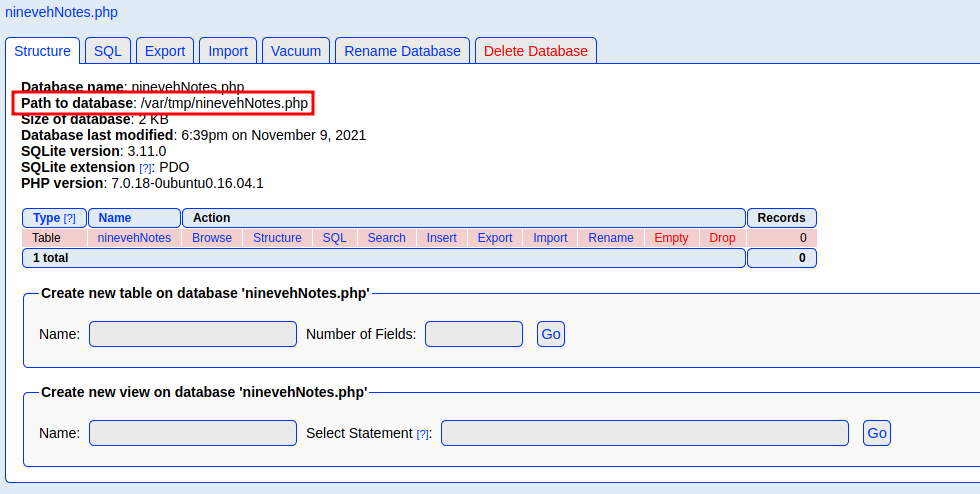 ninevehNotes.php
Structure SQL Export Import Vacuum Rename Database Delete Database
Database name: ninevehNotes.php
Path to database: /var/tmp/ninevehNotes.php
Size of database: 2 KB
Database last modified: 6:39pm on November 9, 2021
SQLite version: 3.11.0
SQLite extension [?]: PDO
PHP version: 7.0.18-0ubuntu0.16.04.1
Type [?] Name Action Records
Table ninevehNotes Browse Structure SQL Search Insert Export Import Rename Empty Drop 0
1 total 0
Create new table on database 'ninevehNotes.php'
Name: Number of Fields: Go
Create new view on database 'ninevehNotes.php'
Name: Select Statement [?]: Go